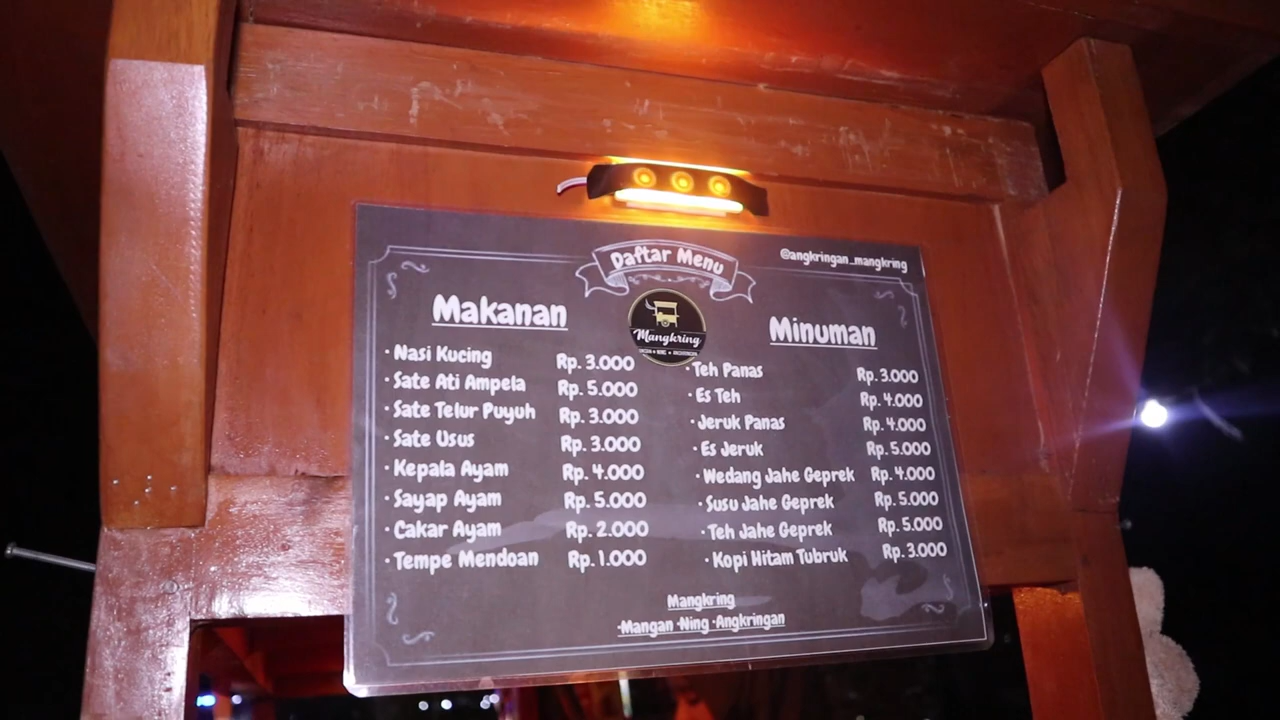 Daftar Menu
@angkringan_mangkring
Mangkring
Makanan
· Nasi Kucing Rp. 3.000
· Sate Ati Ampela Rp. 5.000
· Sate Telur Puyuh Rp. 3.000
· Sate Usus Rp. 3.000
· Kepala Ayam Rp. 4.000
· Sayap Ayam Rp. 5.000
· Cakar Ayam Rp. 2.000
· Tempe Mendoan Rp. 1.000
Minuman
· Teh Panas Rp. 3.000
· Es Teh Rp. 4.000
· Jeruk Panas Rp. 4.000
· Es Jeruk Rp. 5.000
· Wedang Jahe Geprek Rp. 4.000
· Susu Jahe Geprek Rp. 5.000
· Teh Jahe Geprek Rp. 5.000
· Kopi Hitam Tubruk Rp. 3.000
Mangkring
·Mangan ·Ning ·Angkringan